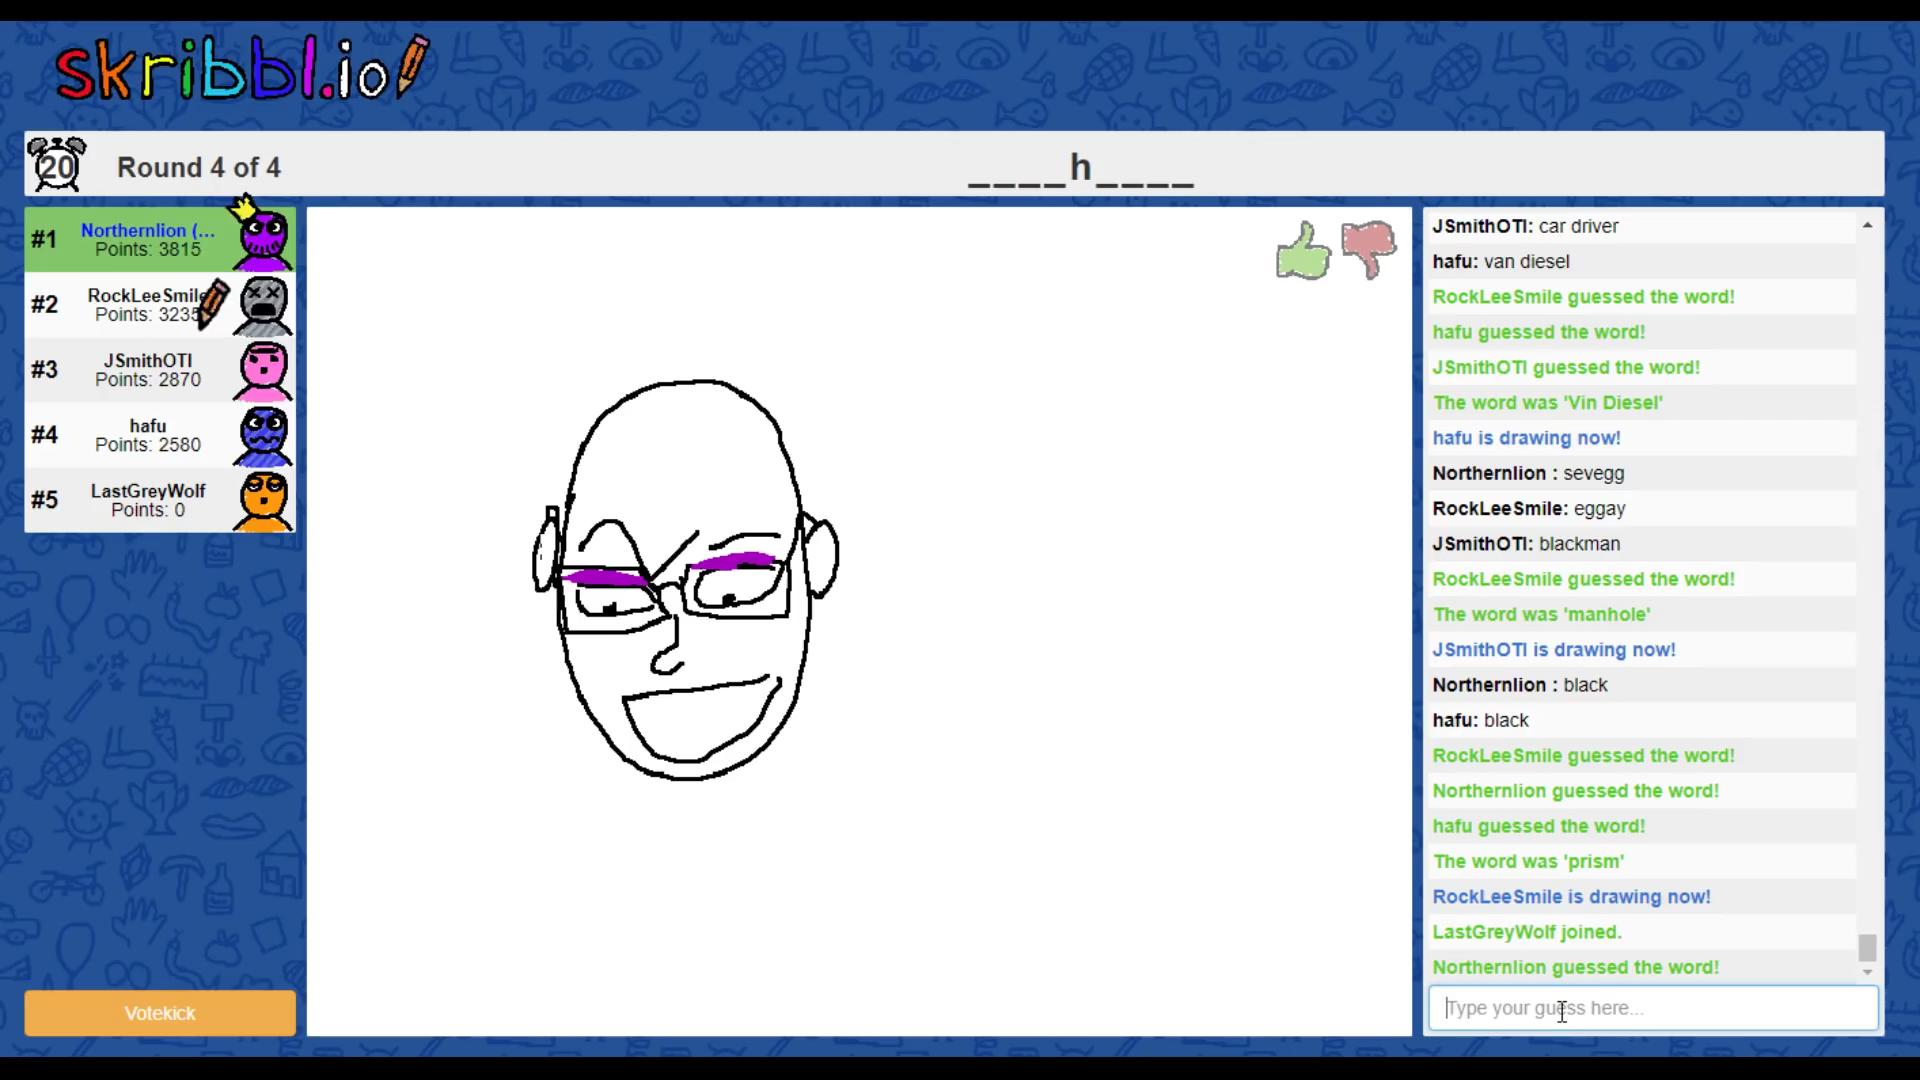 skribbl.io
20
Round 4 of 4
____h____
#1
Northernlion (...
Points: 3815
#2
RockLeeSmile
Points: 3235
#3
JSmithOTI
Points: 2870
#4
hafu
Points: 2580
#5
LastGreyWolf
Points: 0
Votekick
JSmithOTI: car driver
hafu: van diesel
RockLeeSmile guessed the word!
hafu guessed the word!
JSmithOTI guessed the word!
The word was 'Vin Diesel'
hafu is drawing now!
Northernlion : sevegg
RockLeeSmile: eggay
JSmithOTI: blackman
RockLeeSmile guessed the word!
The word was 'manhole'
JSmithOTI is drawing now!
Northernlion : black
hafu: black
RockLeeSmile guessed the word!
Northernlion guessed the word!
hafu guessed the word!
The word was 'prism'
RockLeeSmile is drawing now!
LastGreyWolf joined.
Northernlion guessed the word!
Type your guess here...